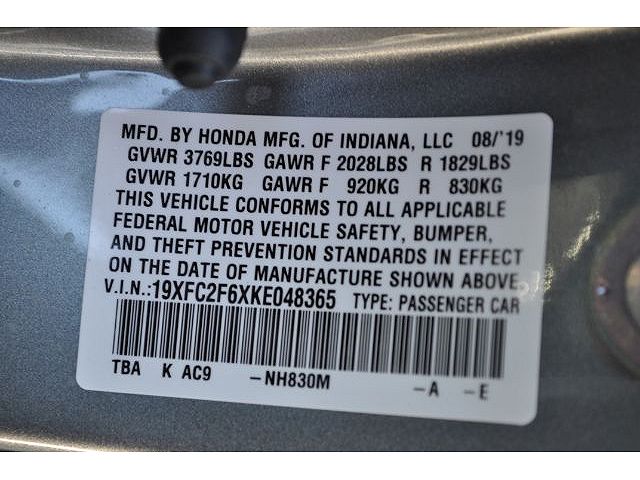 MFD. BY HONDA MFG. OF INDIANA, LLC 08/'19
GVWR 3769LBS GAWR F 2028LBS R 1829LBS
GVWR 1710KG GAWR F 920KG R 830KG
THIS VEHICLE CONFORMS TO ALL APPLICABLE
FEDERAL MOTOR VEHICLE SAFETY, BUMPER,
AND THEFT PREVENTION STANDARDS IN EFFECT
ON THE DATE OF MANUFACTURE SHOWN ABOVE.
V.I.N.:19XFC2F6XKE048365 TYPE: PASSENGER CAR
TBA K AC9 -NH830M -A -E